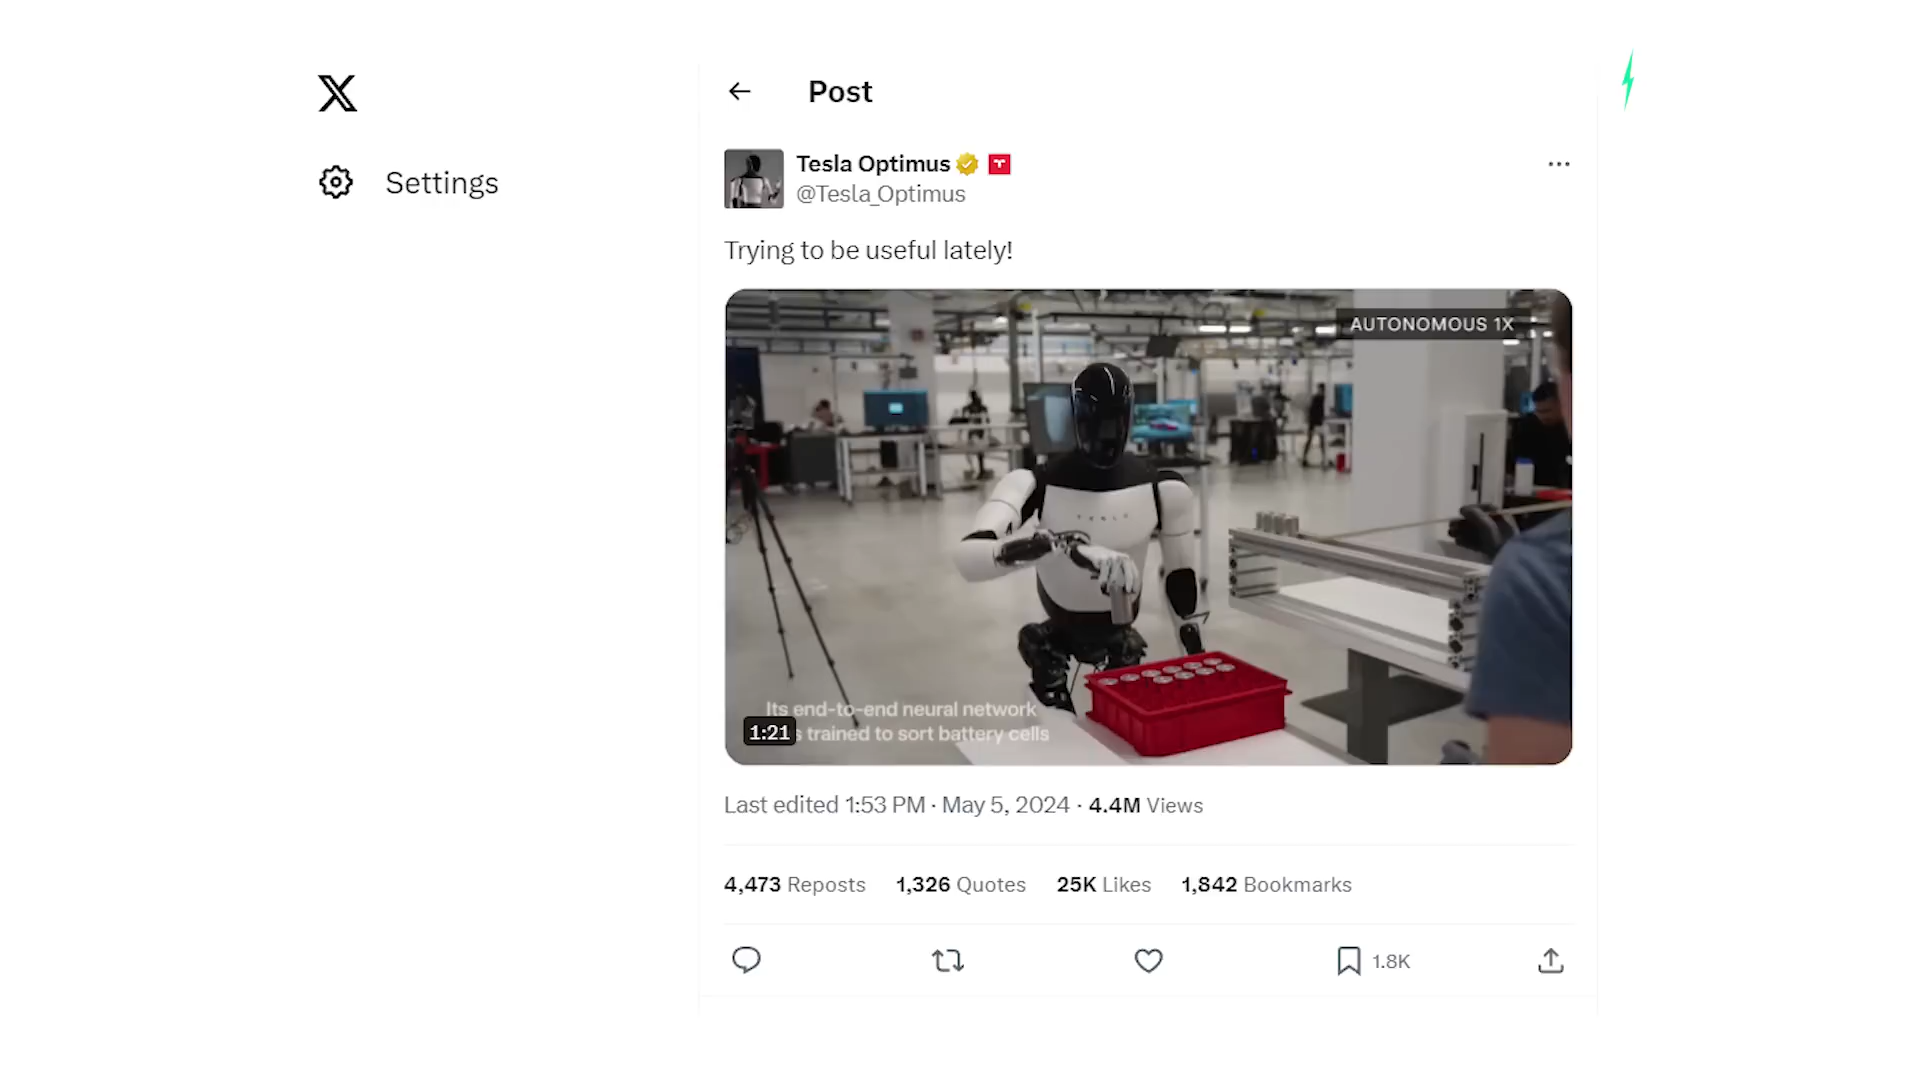 X
Settings
Post
Tesla Optimus
@Tesla_Optimus
Trying to be useful lately!
AUTONOMOUS 1X
TESLA
Its end-to-end neural network
1:21 s trained to sort battery cells
Last edited 1:53 PM · May 5, 2024 · 4.4M Views
4,473 Reposts 1,326 Quotes 25K Likes 1,842 Bookmarks
1.8K